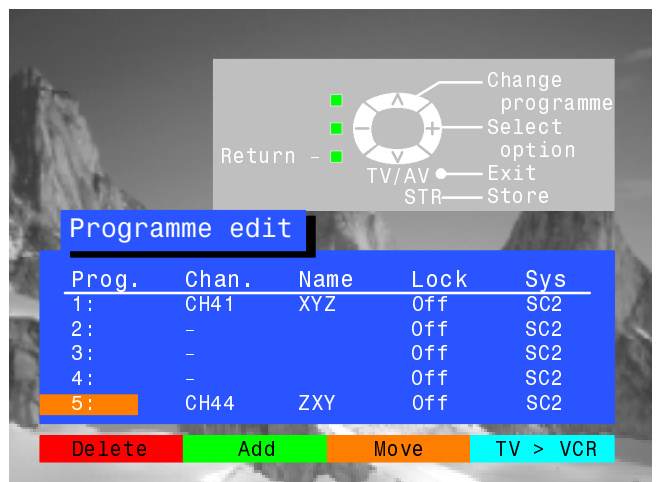 Change
programme
Select
option
Return –
TV/AV
Exit
STR
Store
Programme edit
Prog. Chan. Name Lock Sys
1: CH41 XYZ Off SC2
2: – Off SC2
3: – Off SC2
4: – Off SC2
5: CH44 ZXY Off SC2
Delete Add Move TV > VCR